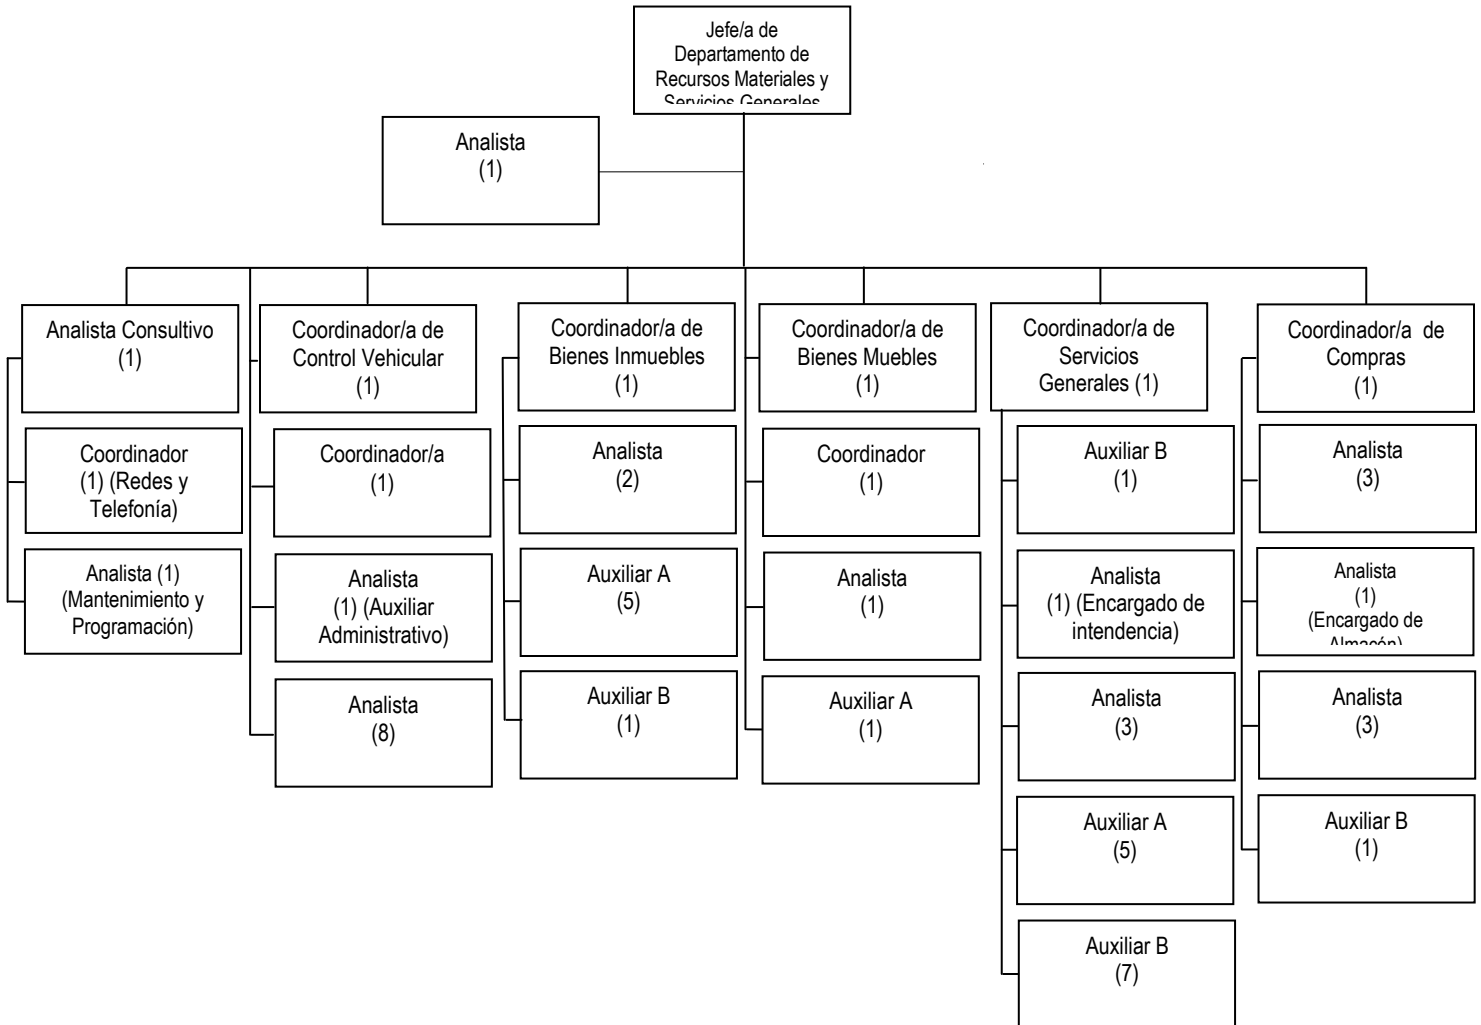 Jefe/a de
Departamento de
Recursos Materiales y
Servicios Generales
Analista
(1)
Analista Consultivo
(1)
Coordinador
(1) (Redes y
Telefonía)
Analista (1)
(Mantenimiento y
Programación)
Coordinador/a de
Control Vehicular
(1)
Coordinador/a
(1)
Analista
(1) (Auxiliar
Administrativo)
Analista
(8)
Coordinador/a de
Bienes Inmuebles
(1)
Analista
(2)
Auxiliar A
(5)
Auxiliar B
(1)
Coordinador/a de
Bienes Muebles
(1)
Coordinador
(1)
Analista
(1)
Auxiliar A
(1)
Coordinador/a de
Servicios
Generales (1)
Auxiliar B
(1)
Analista
(1) (Encargado de
intendencia)
Analista
(3)
Auxiliar A
(5)
Auxiliar B
(7)
Coordinador/a de
Compras
(1)
Analista
(3)
Analista
(1)
(Encargado de
Almacén)
Analista
(3)
Auxiliar B
(1)